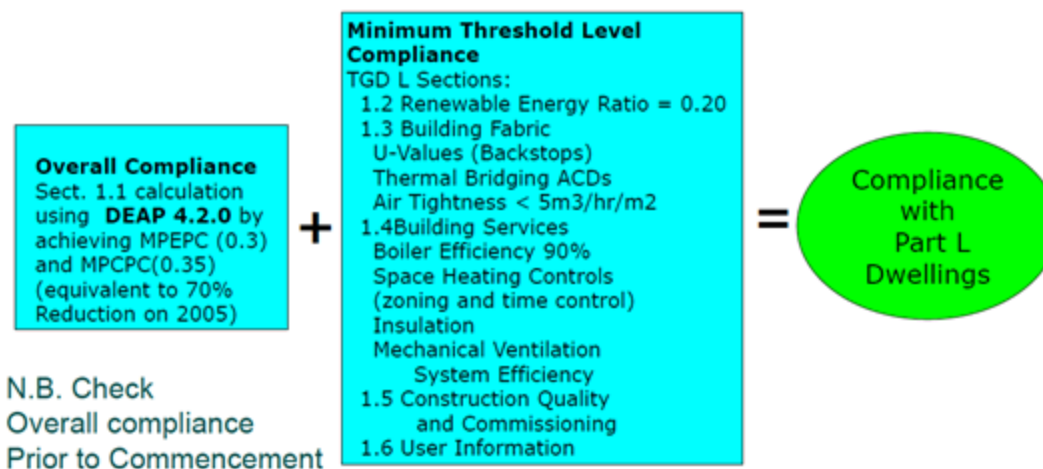 Overall Compliance
Sect. 1.1 calculation
using DEAP 4.2.0 by
achieving MPEPC (0.3)
and MPCPC(0.35)
(equivalent to 70%
Reduction on 2005)
+
Minimum Threshold Level
Compliance
TGD L Sections:
1.2 Renewable Energy Ratio = 0.20
1.3 Building Fabric
U-Values (Backstops)
Thermal Bridging ACDs
Air Tightness < 5m3/hr/m2
1.4Building Services
Boiler Efficiency 90%
Space Heating Controls
(zoning and time control)
Insulation
Mechanical Ventilation
System Efficiency
1.5 Construction Quality
and Commissioning
1.6 User Information
=
Compliance
with
Part L
Dwellings
N.B. Check
Overall compliance
Prior to Commencement